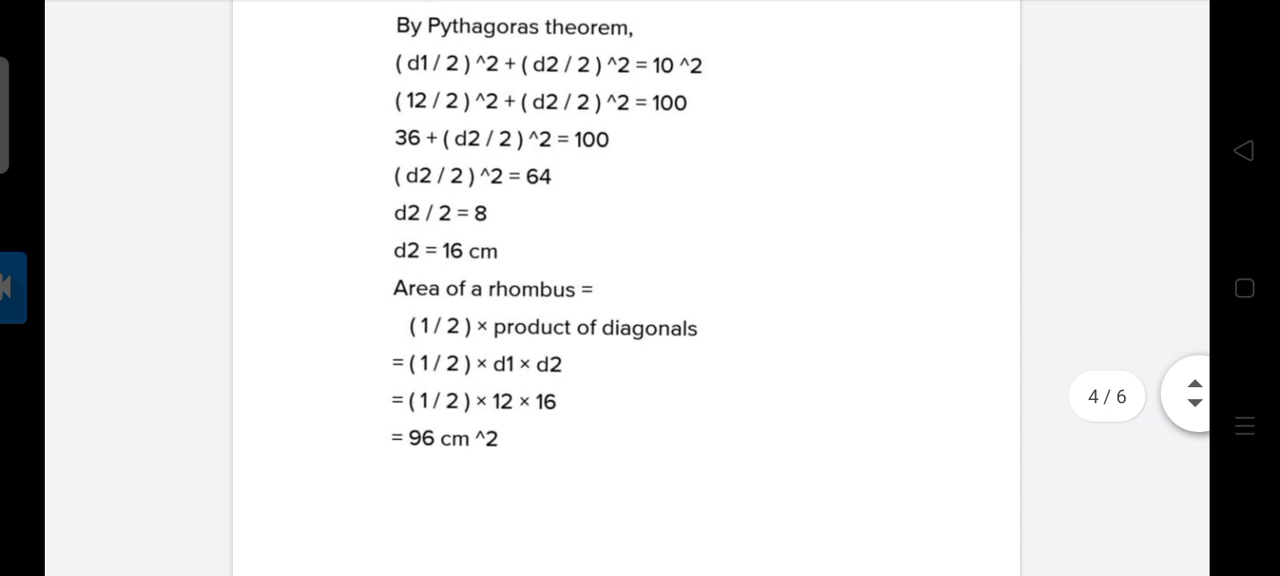 By Pythagoras theorem,
( d1 / 2 ) ^2 + ( d2 / 2 ) ^2 = 10 ^2
( 12 / 2 ) ^2 + ( d2 / 2 ) ^2 = 100
36 + ( d2 / 2 ) ^2 = 100
( d2 / 2 ) ^2 = 64
d2 / 2 = 8
d2 = 16 cm
Area of a rhombus =
( 1 / 2 ) × product of diagonals
= ( 1 / 2 ) × d1 × d2
= ( 1 / 2 ) × 12 × 16
= 96 cm ^2
4 / 6